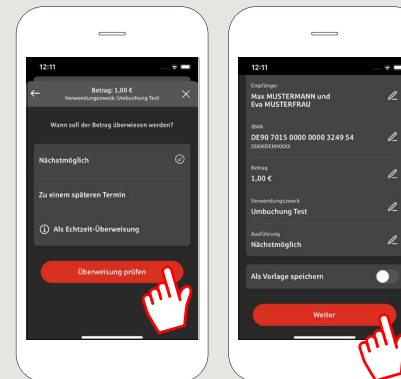 12:11
Betrag: 1,00 €
Verwendungszweck: Umbuchung Test
Wann soll der Betrag überwiesen werden?
Nächstmöglich
Zu einem späteren Termin
Als Echtzeit-Überweisung
Überweisung prüfen
12:11
Empfänger
Max MUSTERMANN und
Eva MUSTERFRAU
IBAN
DE90 7015 0000 0000 3249 54
SSKMDEMMXXX
Betrag
1,00 €
Verwendungszweck
Umbuchung Test
Ausführung
Nächstmöglich
Als Vorlage speichern
Weiter